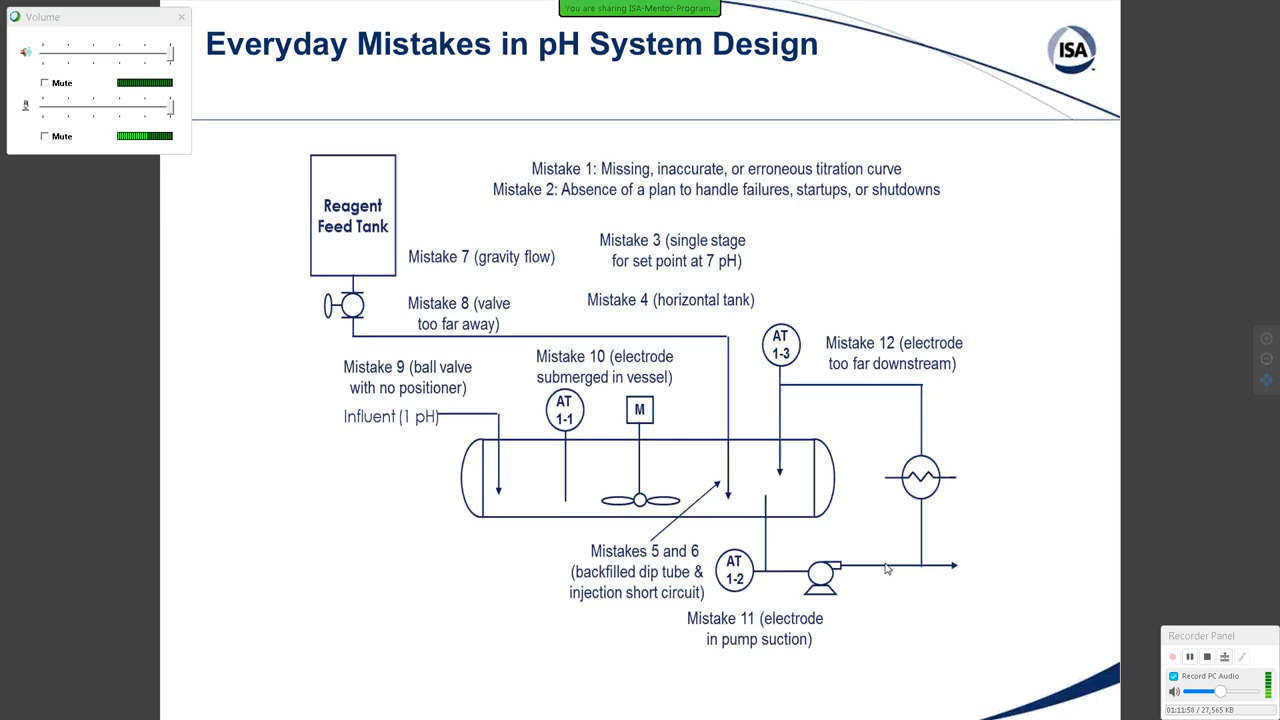 You are sharing ISA-Mentor-Program...
Volume
Mute
Mute
Everyday Mistakes in pH System Design
ISA
Mistake 1: Missing, inaccurate, or erroneous titration curve
Mistake 2: Absence of a plan to handle failures, startups, or shutdowns
Reagent
Feed Tank
Mistake 7 (gravity flow)
Mistake 3 (single stage
for set point at 7 pH)
Mistake 8 (valve
too far away)
Mistake 4 (horizontal tank)
AT
1-3
Mistake 12 (electrode
too far downstream)
Mistake 9 (ball valve
with no positioner)
Mistake 10 (electrode
submerged in vessel)
Influent (1 pH)
AT
1-1
M
Mistakes 5 and 6
(backfilled dip tube &
injection short circuit)
AT
1-2
Mistake 11 (electrode
in pump suction)
Recorder Panel
Record PC Audio
01:11:58 / 27,565 KB